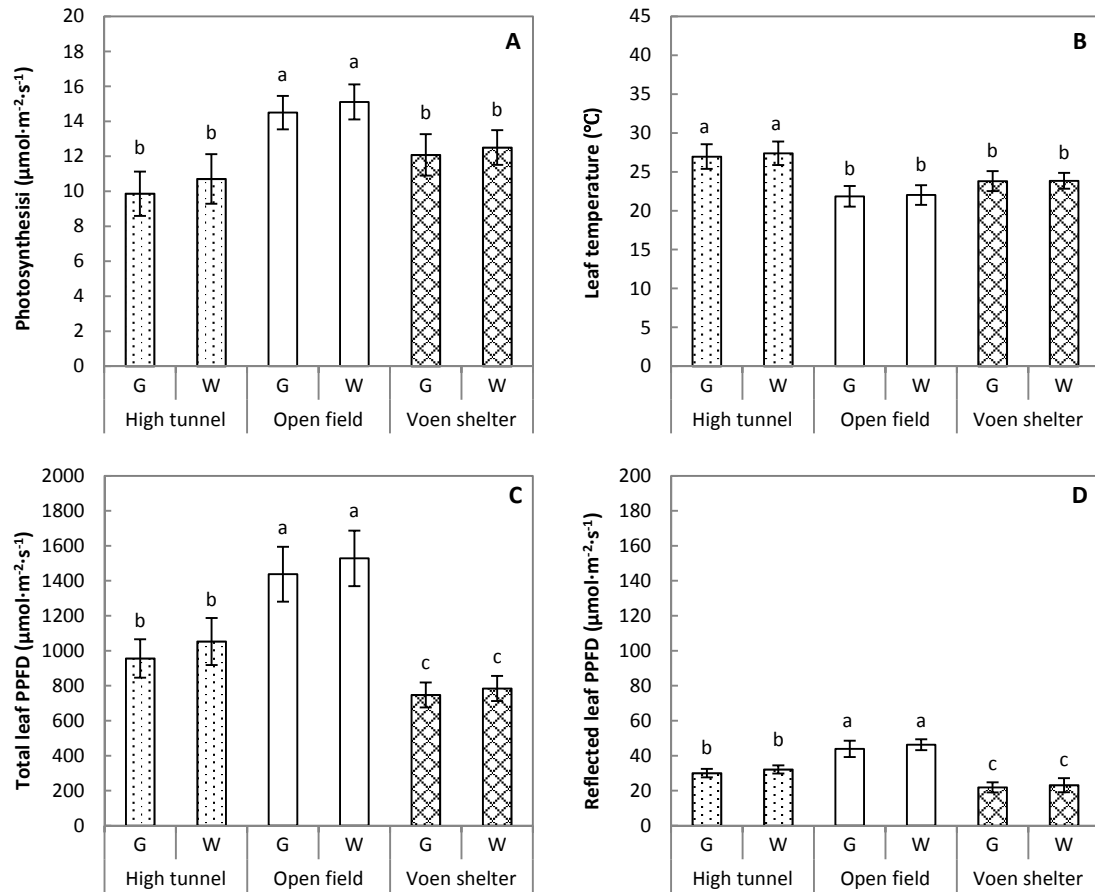 A
Photosynthesisi (µmol·m⁻²·s⁻¹)
20
18
16
14
12
10
8
6
4
2
0
b
b
a
a
b
b
G W G W G W
High tunnel Open field Voen shelter
B
Leaf temperature (°C)
45
40
35
30
25
20
15
10
5
0
a
a
b
b
b
b
G W G W G W
High tunnel Open field Voen shelter
C
Total leaf PPFD (µmol·m⁻²·s⁻¹)
2000
1800
1600
1400
1200
1000
800
600
400
200
0
b
b
a
a
c
c
G W G W G W
High tunnel Open field Voen shelter
D
Reflected leaf PPFD (µmol·m⁻²·s⁻¹)
200
180
160
140
120
100
80
60
40
20
0
b
b
a
a
c
c
G W G W G W
High tunnel Open field Voen shelter